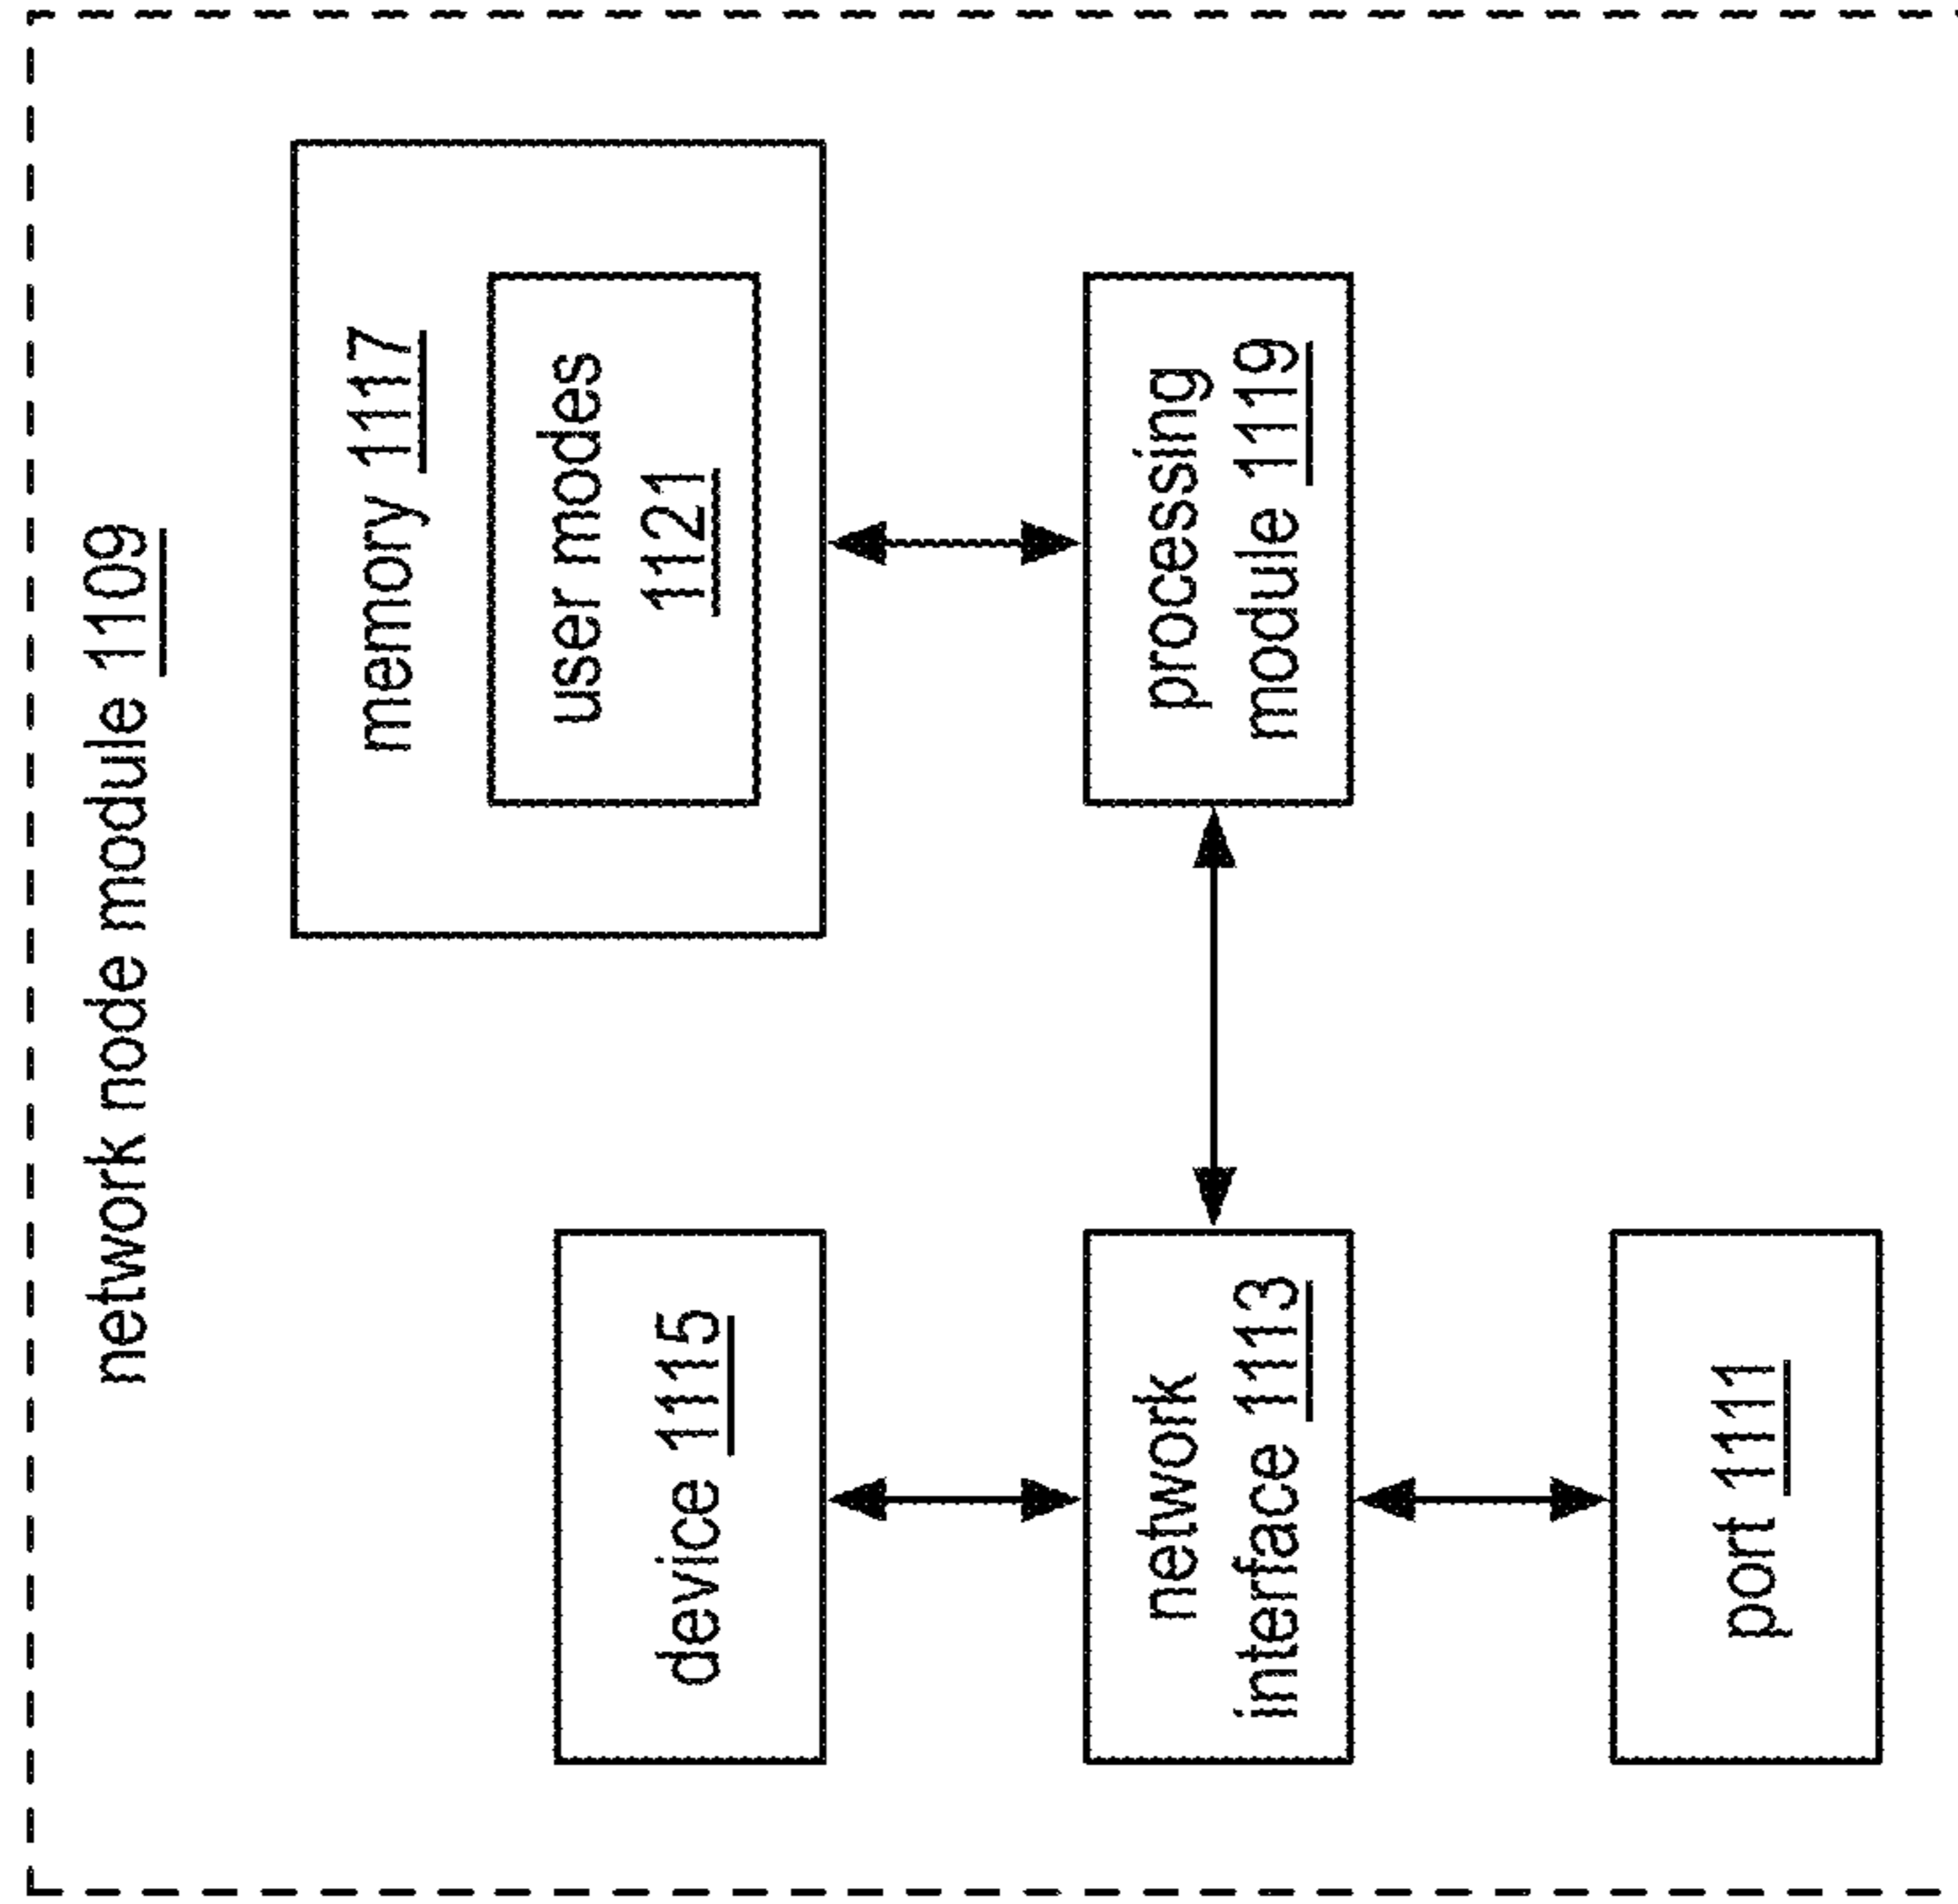 network node module 1109
memory 1117
user modes
1121
device 1115
processing
module 1119
network
interface 1113
port 1111